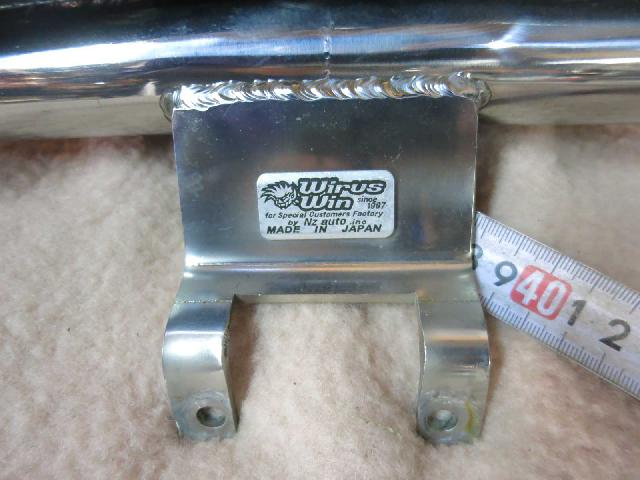 Wirus
Win since
1997
for Special Customers Factory
by Nz auto .inc
MADE IN JAPAN
9 40 1 2